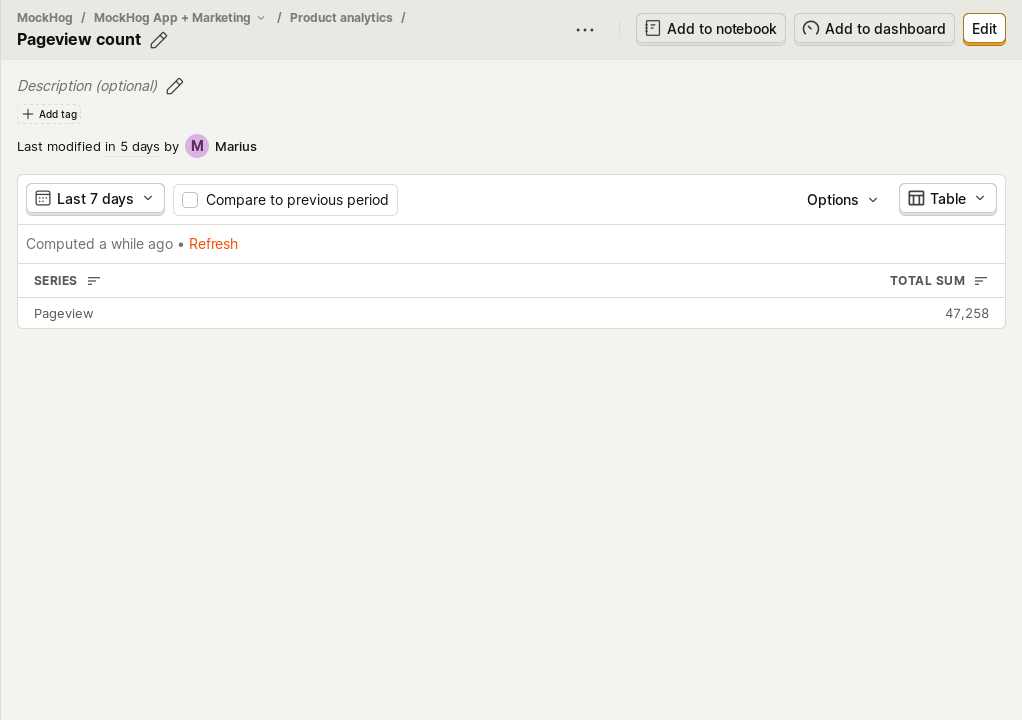 MockHog / MockHog App + Marketing / Product analytics /
Pageview count
Add to notebook
Add to dashboard
Edit
Description (optional)
Add tag
Last modified in 5 days by M Marius
Last 7 days
Compare to previous period
Options
Table
Computed a while ago • Refresh
SERIES
TOTAL SUM
Pageview
47,258